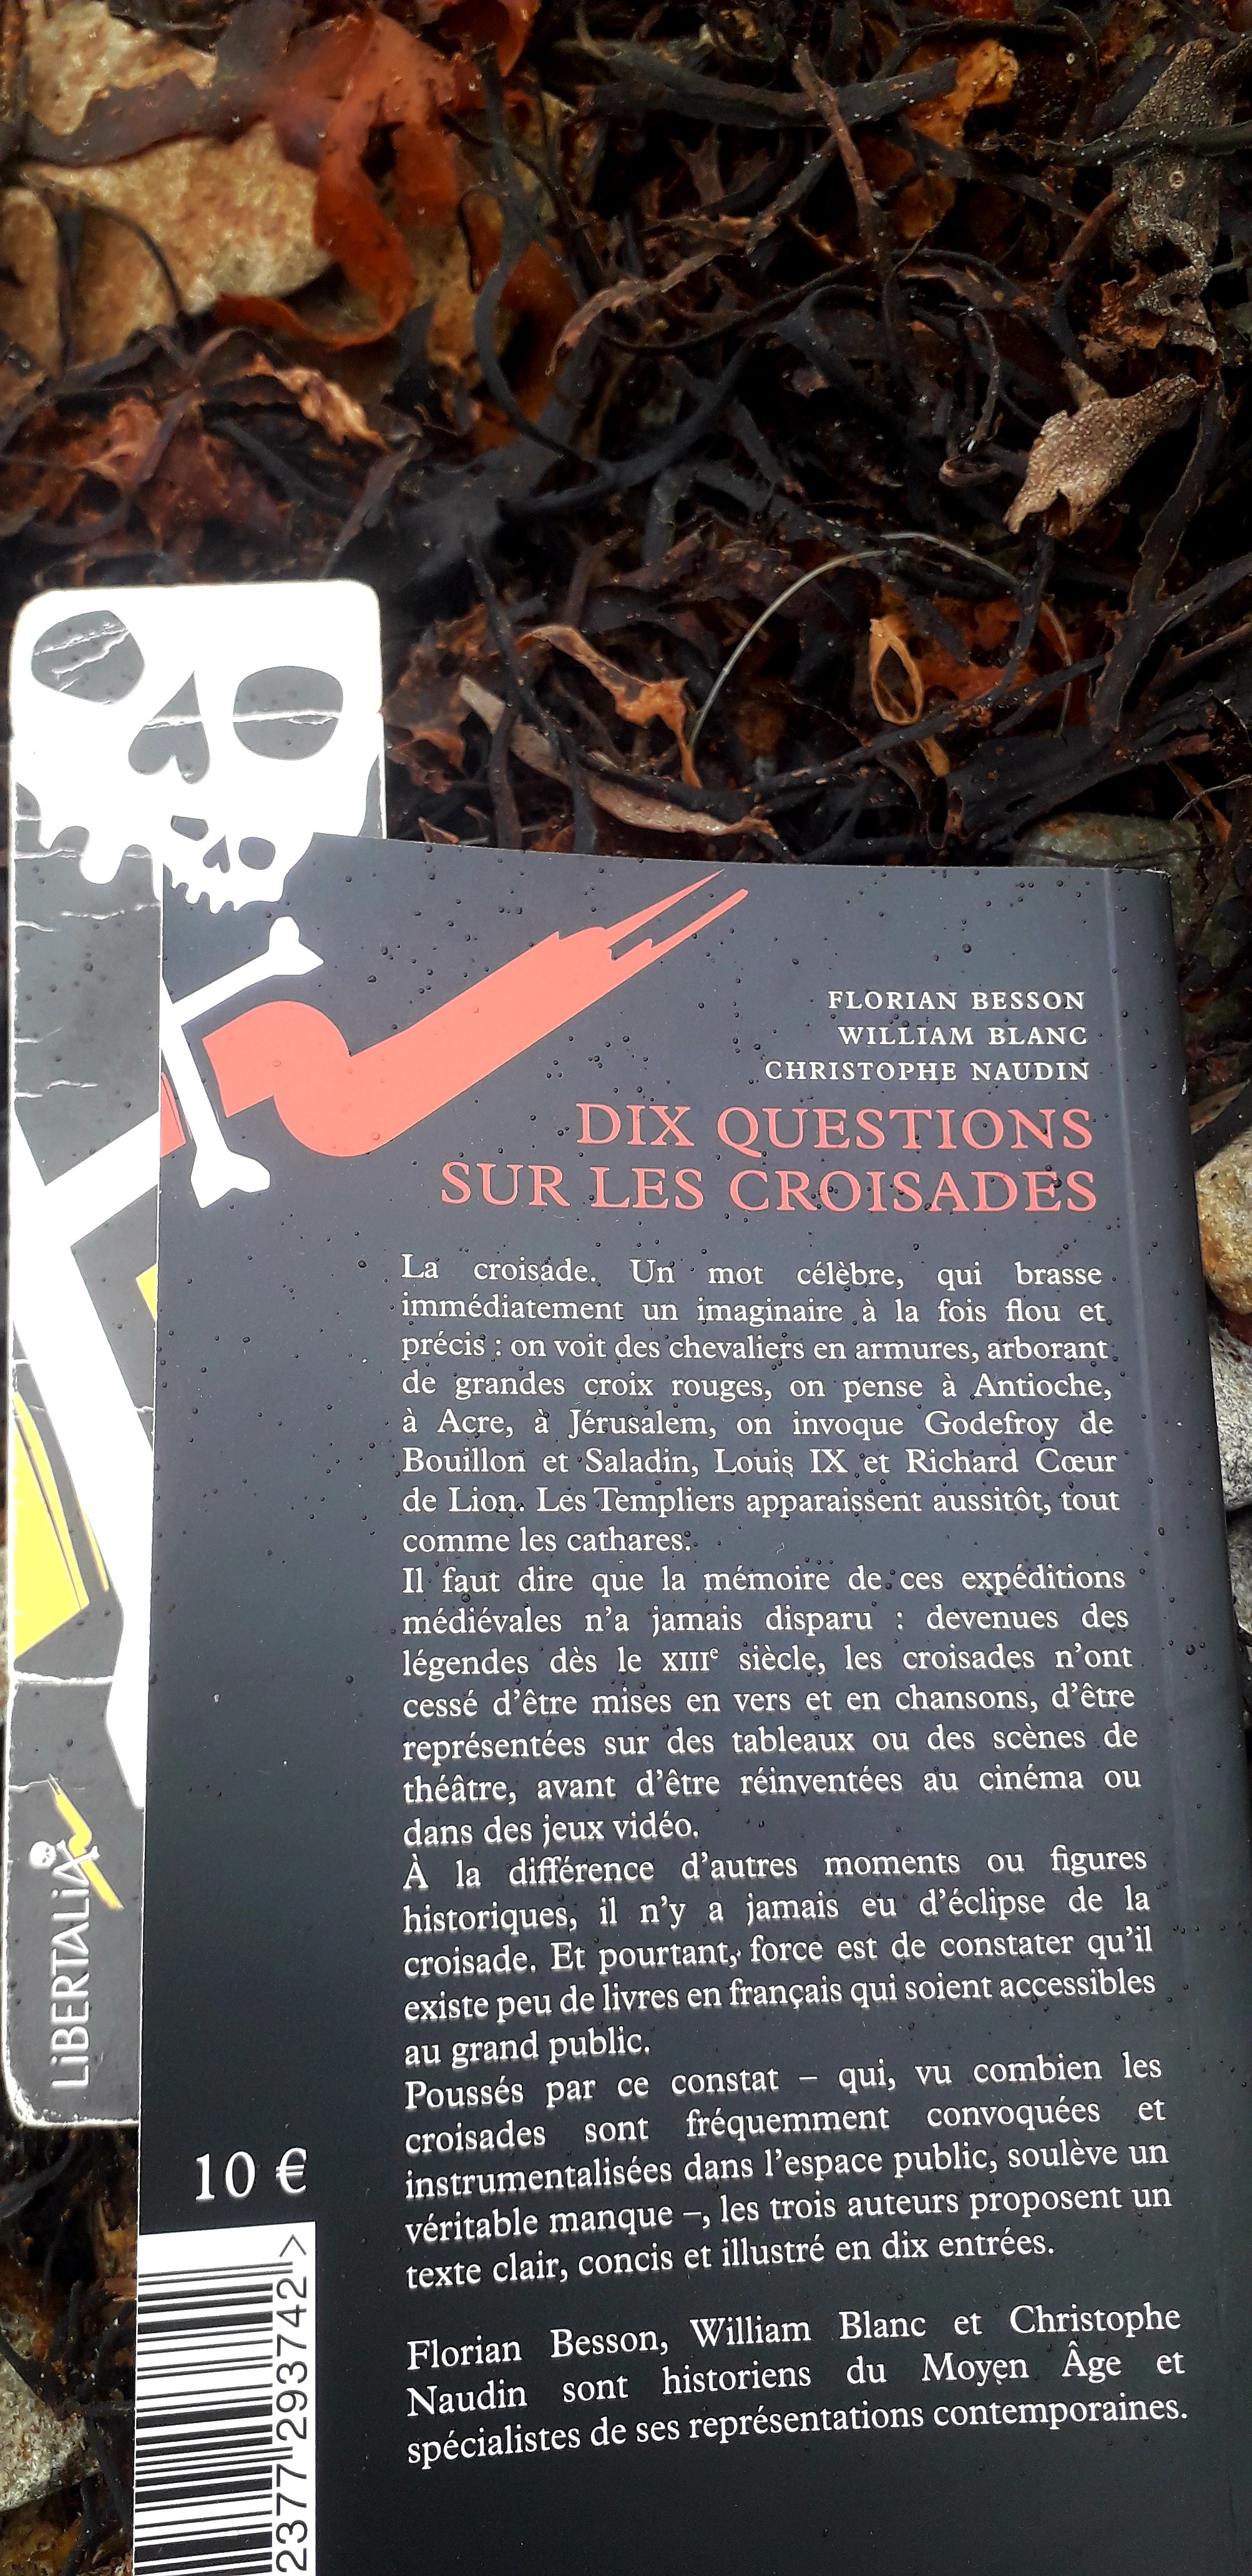 FLORIAN BESSON
WILLIAM BLANC
CHRISTOPHE NAUDIN
DIX QUESTIONS
SUR LES CROISADES
La croisade. Un mot célèbre, qui brasse
immédiatement un imaginaire à la fois flou et
précis : on voit des chevaliers en armures, arborant
de grandes croix rouges, on pense à Antioche,
à Acre, à Jérusalem, on invoque Godefroy de
Bouillon et Saladin, Louis IX et Richard Cœur
de Lion. Les Templiers apparaissent aussitôt, tout
comme les cathares.
Il faut dire que la mémoire de ces expéditions
médiévales n’a jamais disparu : devenues des
légendes dès le XIIIe siècle, les croisades n’ont
cessé d’être mises en vers et en chansons, d’être
représentées sur des tableaux ou des scènes de
théâtre, avant d’être réinventées au cinéma ou
dans des jeux vidéo.
À la différence d’autres moments ou figures
historiques, il n’y a jamais eu d’éclipse de la
croisade. Et pourtant, force est de constater qu’il
existe peu de livres en français qui soient accessibles
au grand public.
Poussés par ce constat – qui, vu combien les
croisades sont fréquemment convoquées et
instrumentalisées dans l’espace public, soulève un
véritable manque –, les trois auteurs proposent un
texte clair, concis et illustré en dix entrées.
Florian Besson, William Blanc et Christophe
Naudin sont historiens du Moyen Âge et
spécialistes de ses représentations contemporaines.
LiBERTALiA
10 €
2377 293742 >